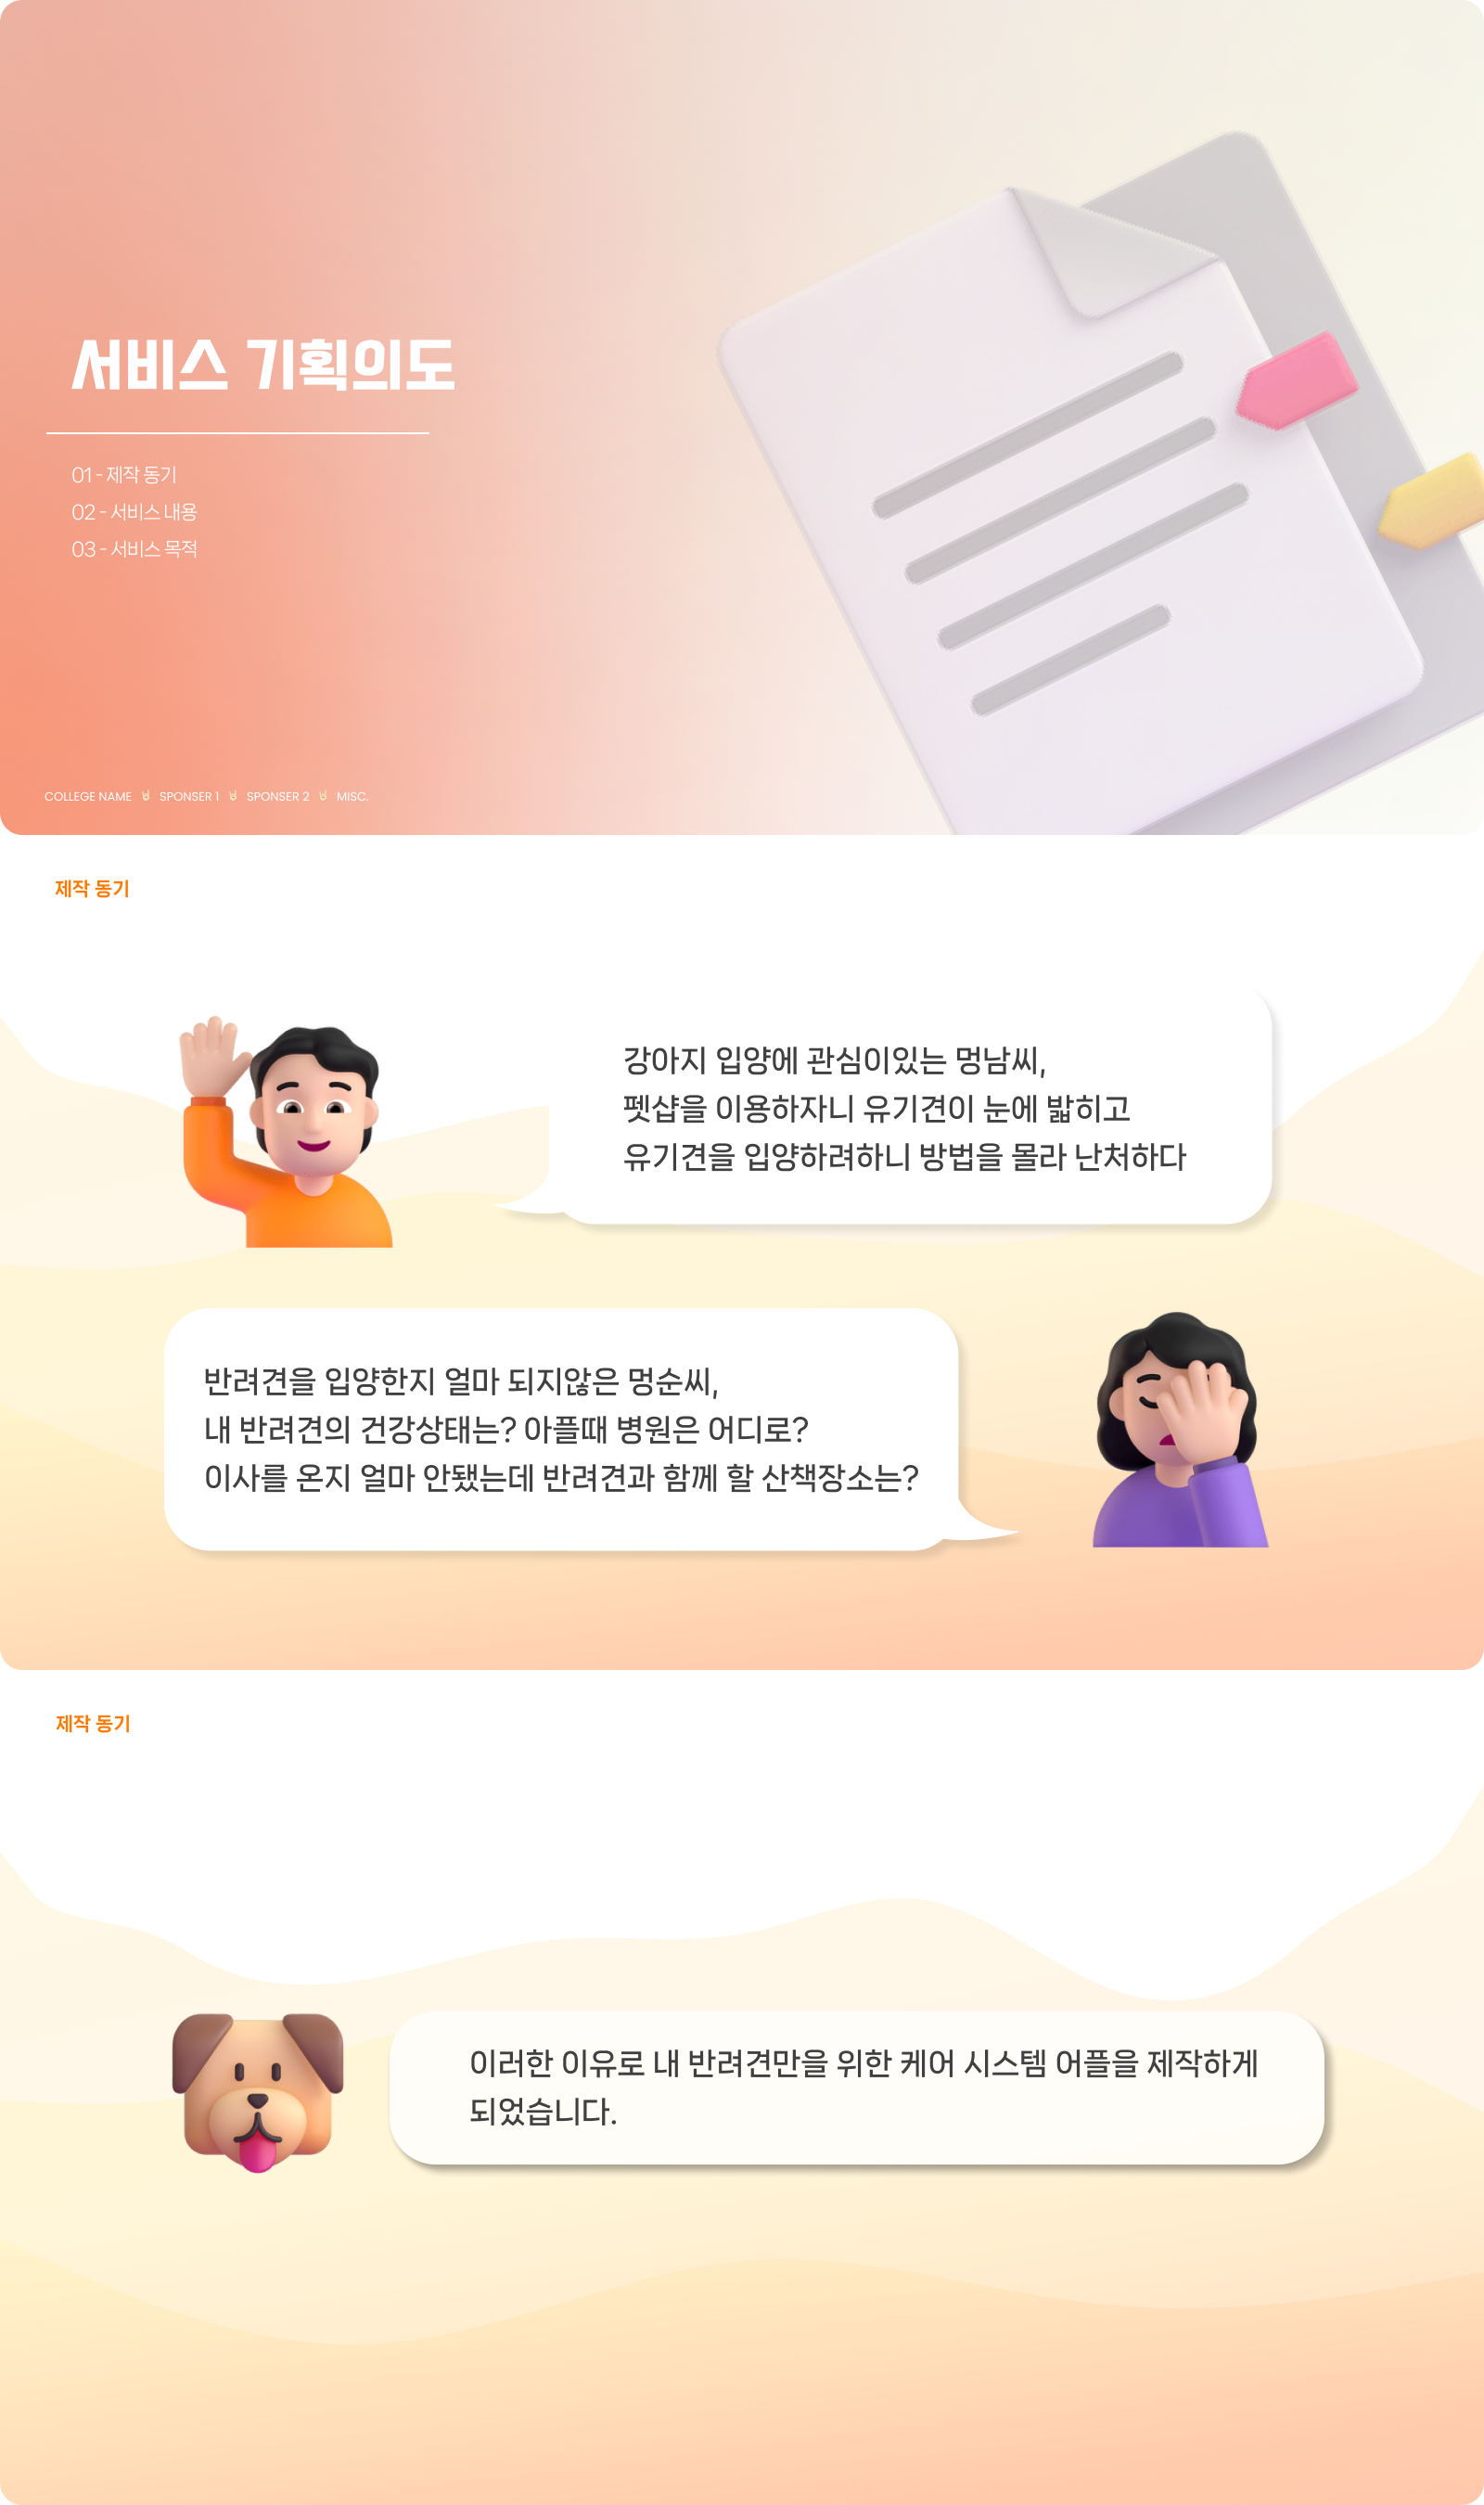 서비스 기획의도
01 - 제작 동기
02 - 서비스 내용
03 - 서비스 목적
COLLEGE NAME SPONSER 1 SPONSER 2 MISC.
제작 동기
강아지 입양에 관심이있는 멍남씨,
펫샵을 이용하자니 유기견이 눈에 밟히고
유기견을 입양하려하니 방법을 몰라 난처하다
반려견을 입양한지 얼마 되지않은 멍순씨,
내 반려견의 건강상태는? 아플때 병원은 어디로?
이사를 온지 얼마 안됐는데 반려견과 함께 할 산책장소는?
제작 동기
이러한 이유로 내 반려견만을 위한 케어 시스템 어플을 제작하게
되었습니다.